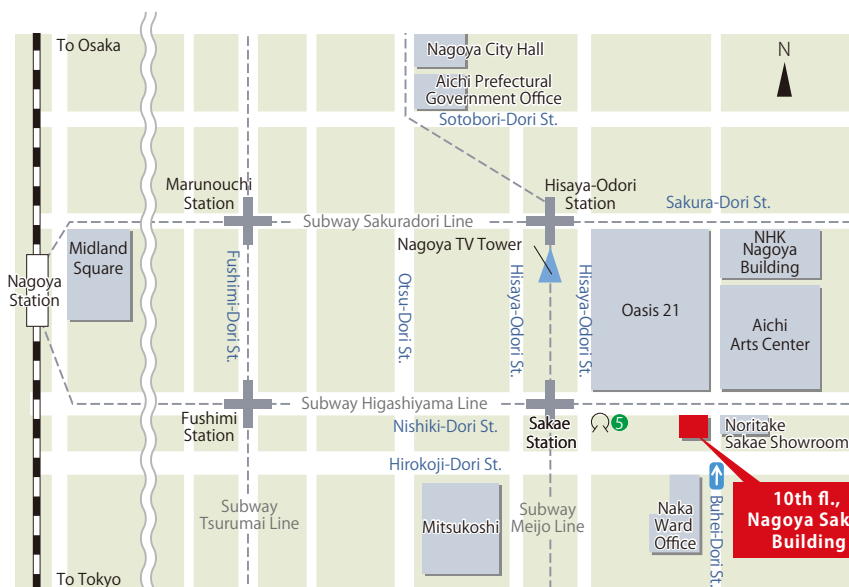 To Osaka
Nagoya City Hall
Aichi Prefectural
Government Office
Sotobori-Dori St.
N
Marunouchi
Station
Hisaya-Odori
Station
Sakura-Dori St.
Subway Sakuradori Line
Nagoya TV Tower
Midland
Square
Nagoya
Station
Fushimi-Dori St.
Otsu-Dori St.
Hisaya-Odori St.
Hisaya-Odori St.
Oasis 21
NHK
Nagoya
Building
Aichi
Arts Center
Subway Higashiyama Line
Fushimi
Station
Nishiki-Dori St.
Sakae
Station
5
Noritake
Sakae Showroom
Hirokoji-Dori St.
Subway
Tsurumai Line
Mitsukoshi
Subway
Meijo Line
Naka
Ward
Office
Buhei-Dori St.
10th fl.,
Nagoya Sak
Building
To Tokyo